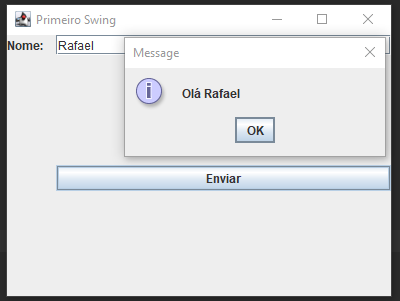 Primeiro Swing
Nome: Rafael
Message
i
Olá Rafael
OK
Enviar